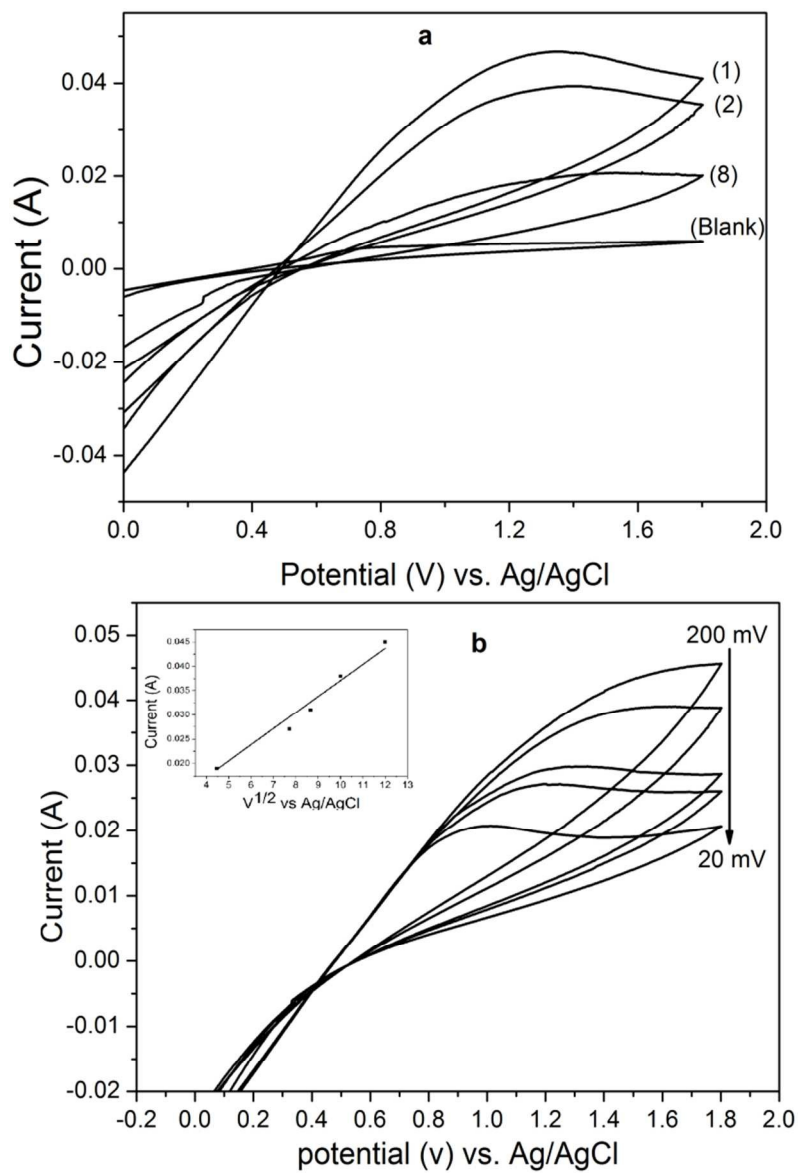 a
0.04
0.02
0.00
-0.02
-0.04
Current (A)
(1)
(2)
(8)
(Blank)
0.0 0.4 0.8 1.2 1.6 2.0
Potential (V) vs. Ag/AgCl
b
0.05
0.04
0.03
0.02
0.01
0.00
-0.01
-0.02
Current (A)
0.045
0.040
0.035
0.030
0.025
0.020
Current (A)
4 5 6 7 8 9 10 11 12 13
V1/2 vs Ag/AgCl
200 mV
20 mV
-0.2 0.0 0.2 0.4 0.6 0.8 1.0 1.2 1.4 1.6 1.8 2.0
potential (v) vs. Ag/AgCl